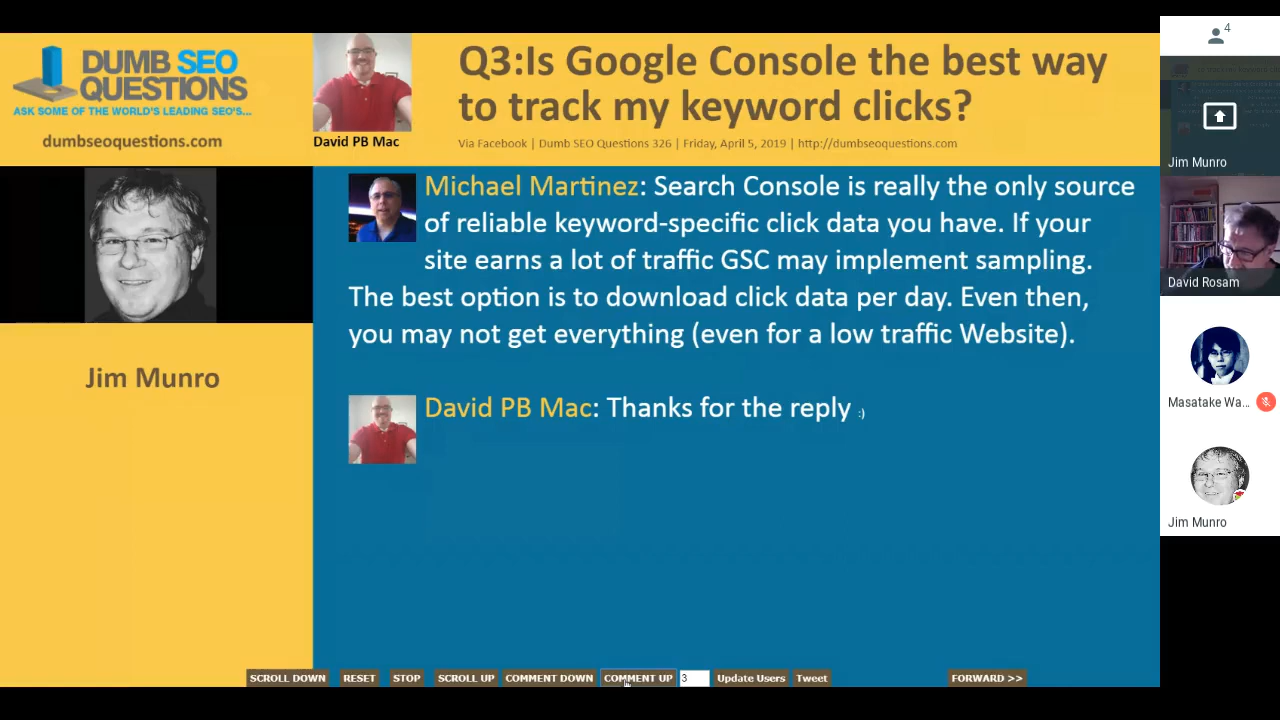 DUMB SEO
QUESTIONS
ASK SOME OF THE WORLD'S LEADING SEO'S...
dumbseoquestions.com
David PB Mac
Q3:Is Google Console the best way
to track my keyword clicks?
Via Facebook | Dumb SEO Questions 326 | Friday, April 5, 2019 | http://dumbseoquestions.com
Jim Munro
Michael Martinez: Search Console is really the only source
of reliable keyword-specific click data you have. If your
site earns a lot of traffic GSC may implement sampling.
The best option is to download click data per day. Even then,
you may not get everything (even for a low traffic Website).
David PB Mac: Thanks for the reply :)
SCROLL DOWN RESET STOP SCROLL UP COMMENT DOWN COMMENT UP 3 Update Users Tweet FORWARD >>
4
Jim Munro
David Rosam
Masatake Wa...
Jim Munro